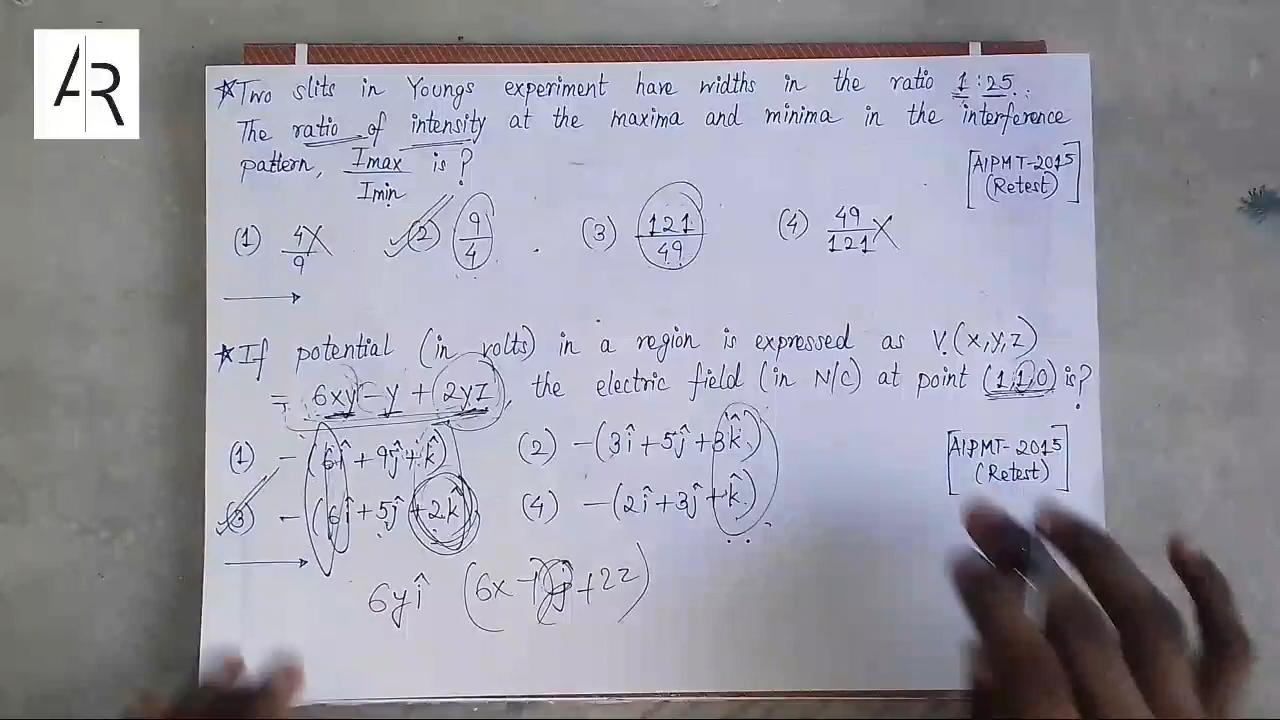 AR
★Two slits in Youngs experiment have widths in the ratio 1:25.
The ratio of intensity at the maxima and minima in the interference
pattern, Imax/Imin is?
[AIPMT-2015 (Retest)]
(1) 4/9 (2) 9/4 (3) 121/49 (4) 49/121
★If potential (in volts) in a region is expressed as V(x,y,z)
= 6xy - y + 2yz, the electric field (in N/C) at point (1,1,0) is?
(1) -(6î + 9ĵ + k̂) (2) -(3î + 5ĵ + 3k̂)
[AIPMT-2015 (Retest)]
(3) -(6î + 5ĵ + 2k̂) (4) -(2î + 3ĵ + k̂)
6yî (6x - 1)ĵ + 2z)